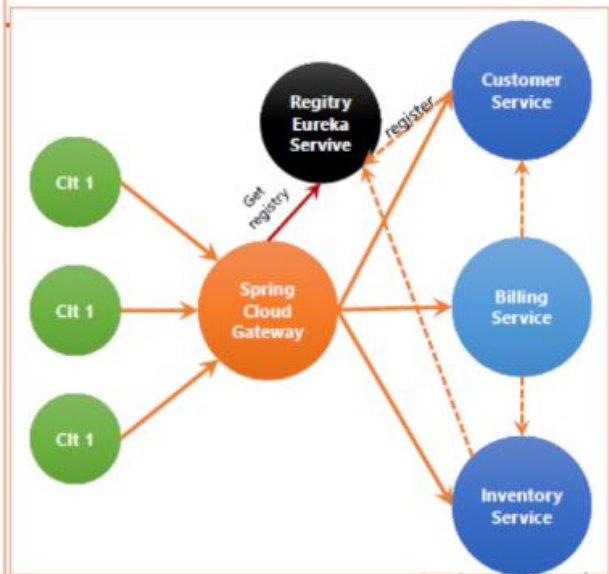 Regitry
Eureka
Servive
Customer
Service
register
Clt 1
Get
registry
Clt 1
Spring
Cloud
Gateway
Billing
Service
Clt 1
Inventory
Service